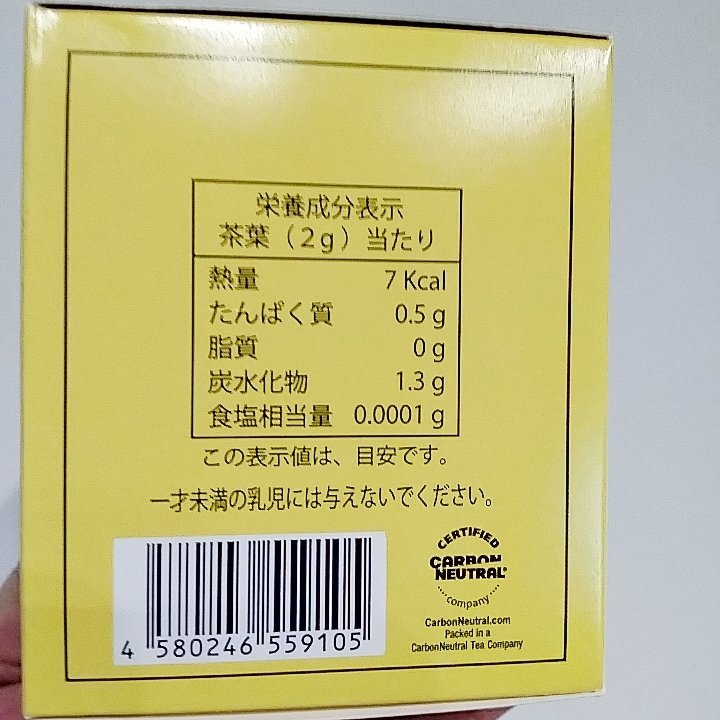 栄養成分表示
茶葉（2g）当たり
熱量 7 Kcal
たんぱく質 0.5 g
脂質 0 g
炭水化物 1.3 g
食塩相当量 0.0001 g
この表示値は、目安です。
一才未満の乳児には与えないでください。
4 580246 559105
CERTIFIED
CARBON
NEUTRAL®
company
CarbonNeutral.com
Packed in a
CarbonNeutral Tea Company